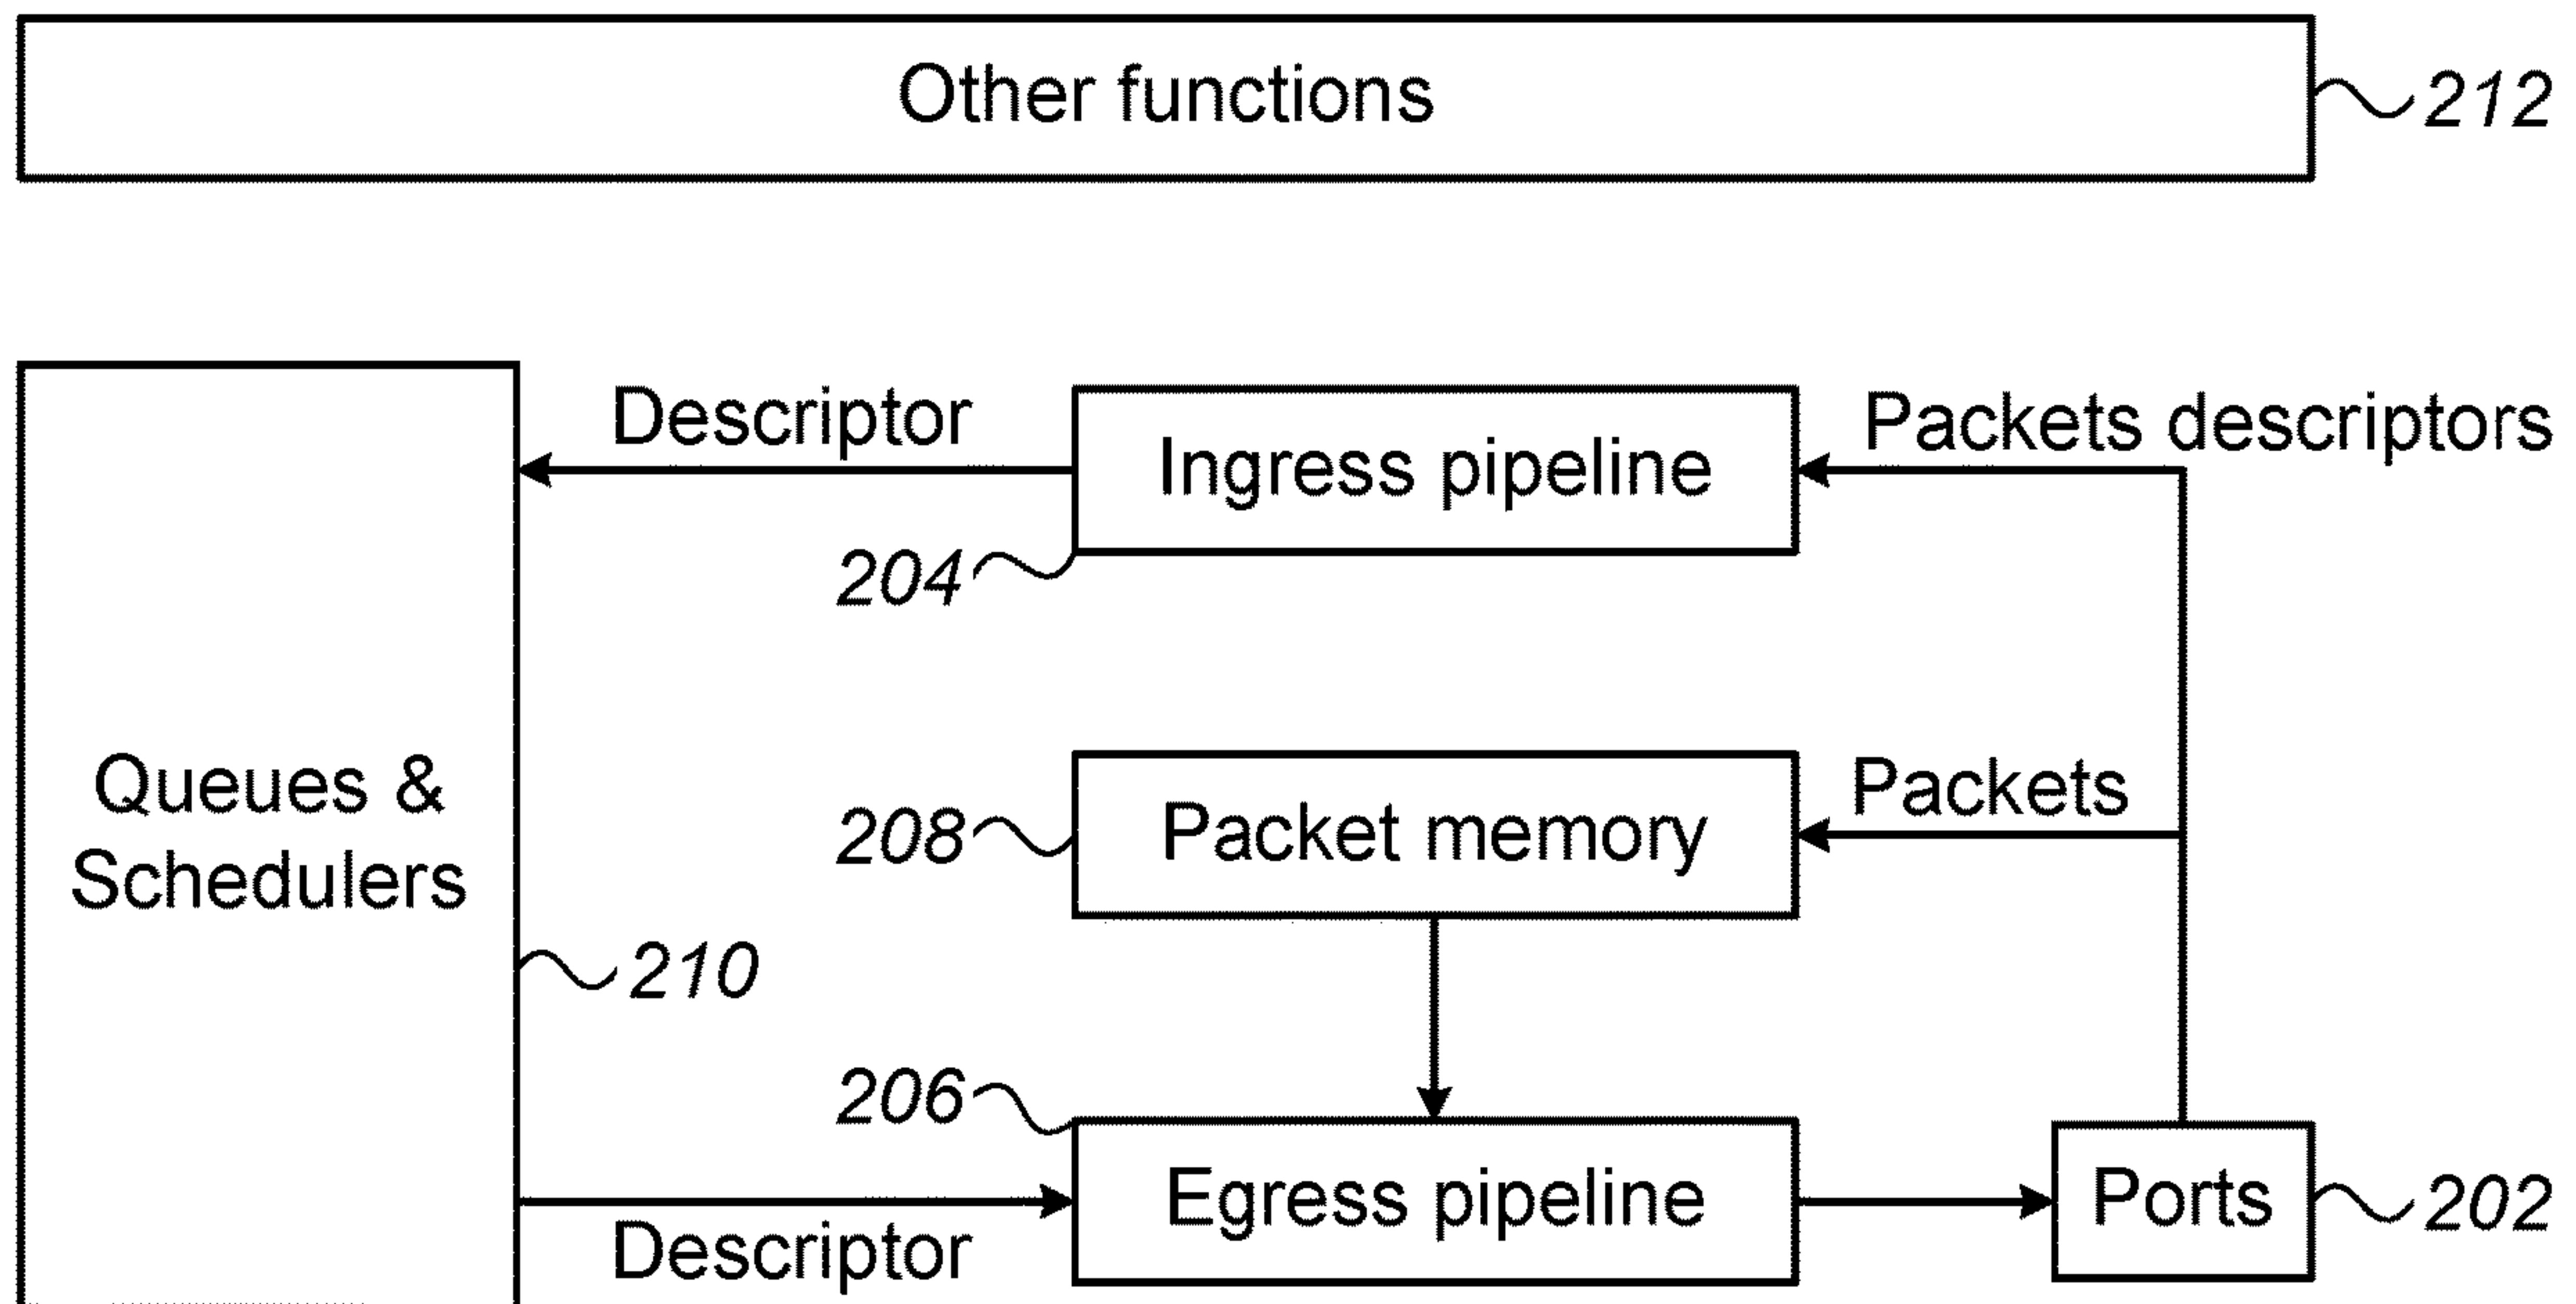 Other functions
212
Descriptor
Ingress pipeline
Packets descriptors
204
Queues &
Schedulers
208
Packet memory
Packets
210
206
Egress pipeline
Descriptor
Ports
202